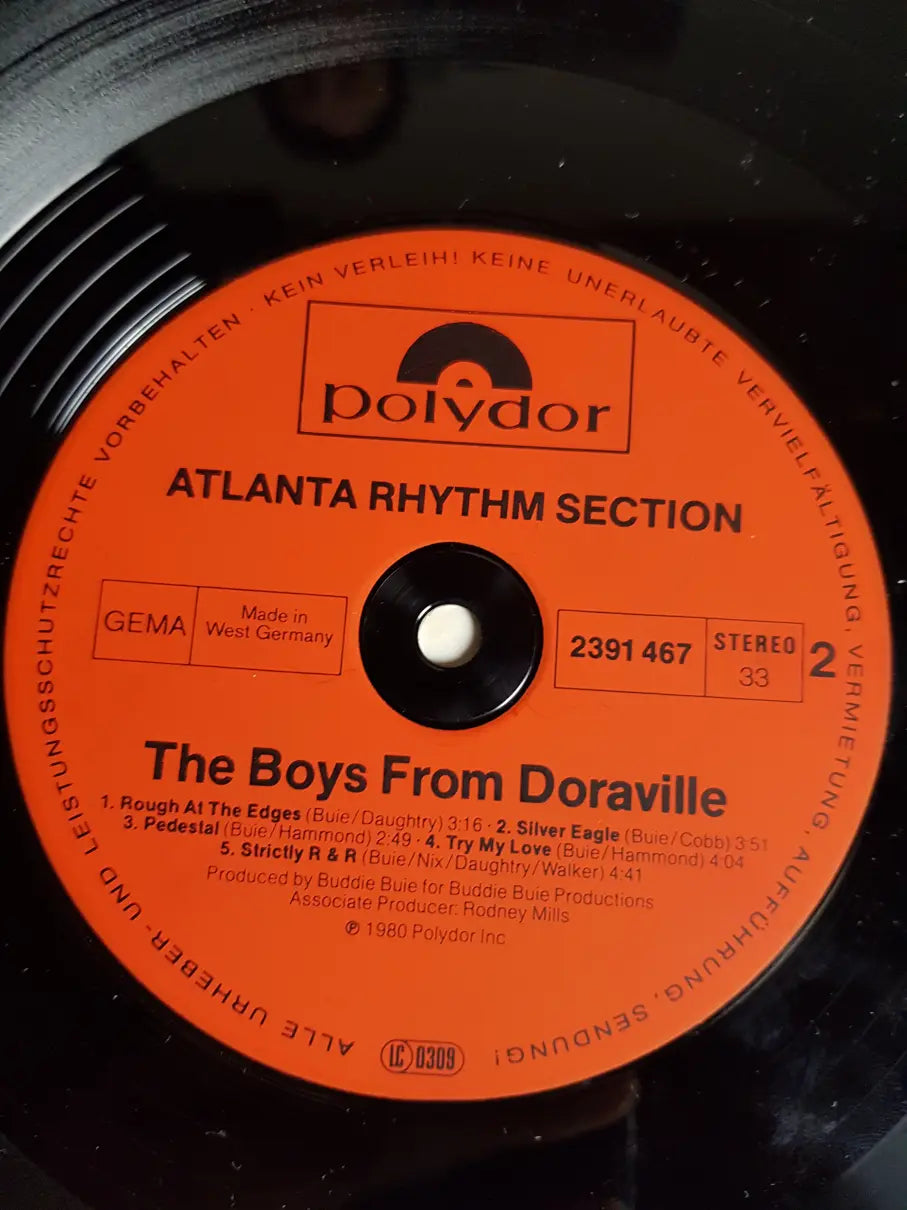 ALLE URHEBER- UND LEISTUNGSSCHUTZRECHTE VORBEHALTEN · KEIN VERLEIH! KEINE UNERLAUBTE VERVIELFÄLTIGUNG, VERMIETUNG, AUFFÜHRUNG, SENDUNG!
polydor
ATLANTA RHYTHM SECTION
GEMA
Made in
West Germany
2391 467
STEREO
33
2
The Boys From Doraville
1. Rough At The Edges (Buie/Daughtry) 3:16 · 2. Silver Eagle (Buie/Cobb) 3:51
3. Pedestal (Buie/Hammond) 2:49 · 4. Try My Love (Buie/Hammond) 4:04
5. Strictly R & R (Buie/Nix/Daughtry/Walker) 4:41
Produced by Buddie Buie for Buddie Buie Productions
Associate Producer: Rodney Mills
℗ 1980 Polydor Inc
LC 0309